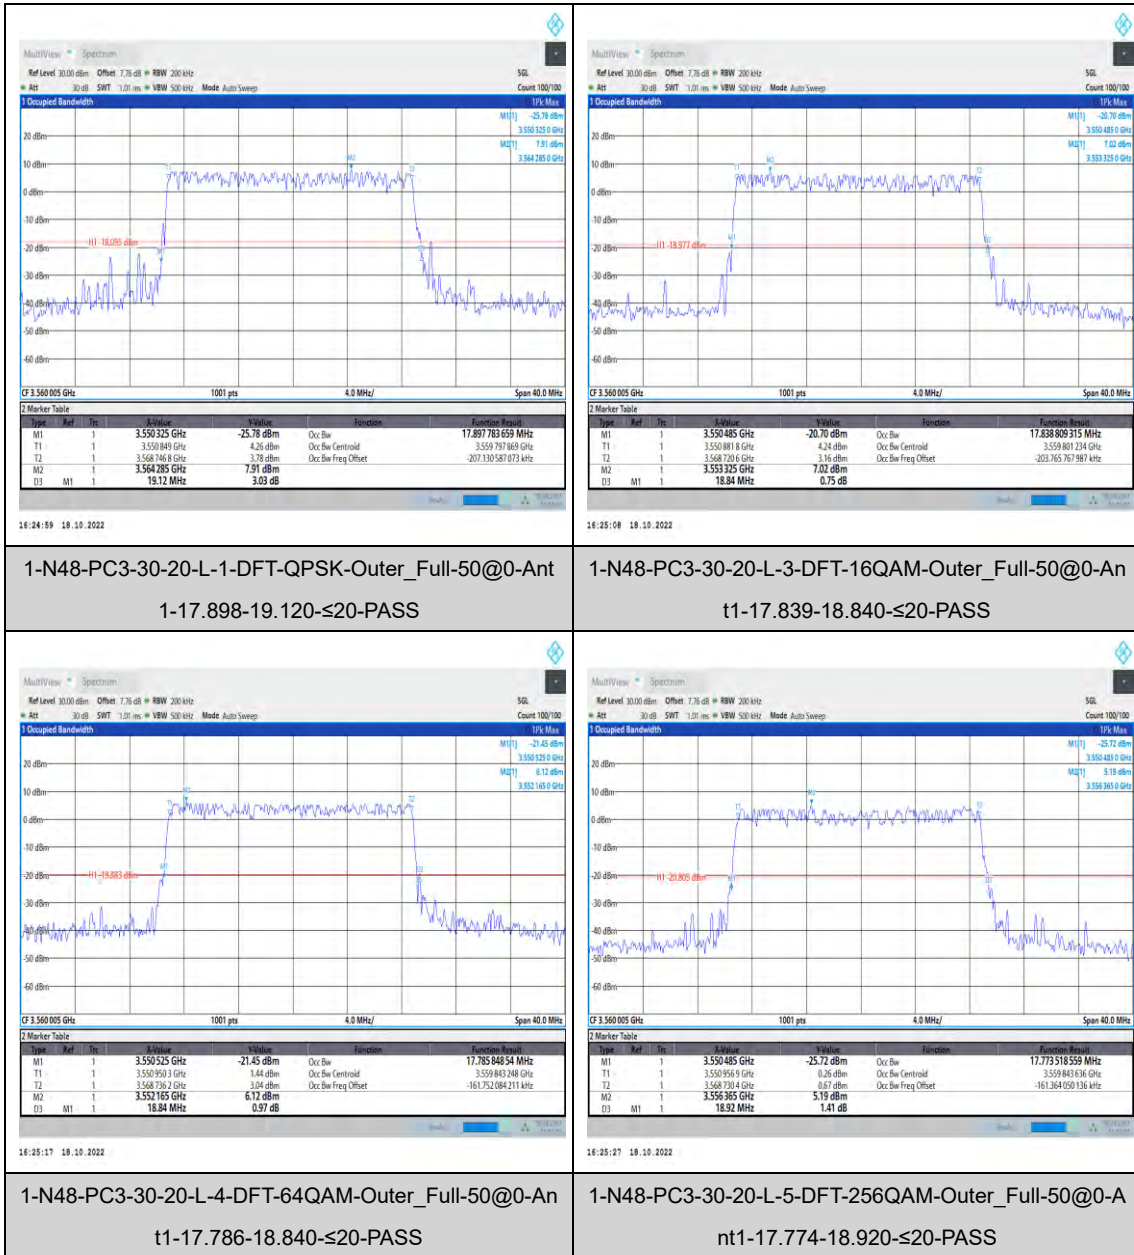 MultiView Spectrum
Ref Level 30.00 dBm Offset 7.76 dB RBW 200 kHz SGL
Att 30 dB SWT 1.01 ms VBW 500 kHz Mode Auto Sweep Count 100/100
1 Occupied Bandwidth 1Pk Max
M1[1] -25.78 dBm
3.550 325 0 GHz
M2[1] 7.91 dBm
3.564 285 0 GHz
20 dBm
10 dBm
0 dBm
-10 dBm
-20 dBm
-30 dBm
-40 dBm
-50 dBm
-60 dBm
M2
T1
T2
H1 -18.095 dBm
CF 3.560 005 GHz 1001 pts 4.0 MHz/ Span 40.0 MHz
2 Marker Table
Type Ref Trc X-Value Y-Value Function Function Result
M1 1 3.550 325 GHz -25.78 dBm Occ Bw 17.897 783 659 MHz
T1 1 3.550 849 GHz 4.26 dBm Occ Bw Centroid 3.559 797 869 GHz
T2 1 3.568 746 8 GHz 3.78 dBm Occ Bw Freq Offset -207.130 587 073 kHz
M2 1 3.564 285 GHz 7.91 dBm
D3 M1 1 19.12 MHz 3.03 dB
16:24:59 18.10.2022
1-N48-PC3-30-20-L-1-DFT-QPSK-Outer_Full-50@0-Ant
1-17.898-19.120-≤20-PASS
MultiView Spectrum
Ref Level 30.00 dBm Offset 7.76 dB RBW 200 kHz SGL
Att 30 dB SWT 1.01 ms VBW 500 kHz Mode Auto Sweep Count 100/100
1 Occupied Bandwidth 1Pk Max
M1[1] -20.70 dBm
3.550 485 0 GHz
M2[1] 7.02 dBm
3.553 325 0 GHz
20 dBm
10 dBm
0 dBm
-10 dBm
-20 dBm
-30 dBm
-40 dBm
-50 dBm
-60 dBm
T1
M2
T2
M1
H1 -18.977 dBm
CF 3.560 005 GHz 1001 pts 4.0 MHz/ Span 40.0 MHz
2 Marker Table
Type Ref Trc X-Value Y-Value Function Function Result
M1 1 3.550 485 GHz -20.70 dBm Occ Bw 17.838 809 315 MHz
T1 1 3.550 881 8 GHz 4.24 dBm Occ Bw Centroid 3.559 801 234 GHz
T2 1 3.568 720 6 GHz 3.16 dBm Occ Bw Freq Offset -203.765 767 987 kHz
M2 1 3.553 325 GHz 7.02 dBm
D3 M1 1 18.84 MHz 0.75 dB
16:25:08 18.10.2022
1-N48-PC3-30-20-L-3-DFT-16QAM-Outer_Full-50@0-An
t1-17.839-18.840-≤20-PASS
MultiView Spectrum
Ref Level 30.00 dBm Offset 7.76 dB RBW 200 kHz SGL
Att 30 dB SWT 1.01 ms VBW 500 kHz Mode Auto Sweep Count 100/100
1 Occupied Bandwidth 1Pk Max
M1[1] -21.45 dBm
3.550 525 0 GHz
M2[1] 6.12 dBm
3.552 165 0 GHz
20 dBm
10 dBm
0 dBm
-10 dBm
-20 dBm
-30 dBm
-40 dBm
-50 dBm
-60 dBm
M2
T2
M1
H1 -19.883 dBm
CF 3.560 005 GHz 1001 pts 4.0 MHz/ Span 40.0 MHz
2 Marker Table
Type Ref Trc X-Value Y-Value Function Function Result
M1 1 3.550 525 GHz -21.45 dBm Occ Bw 17.785 848 54 MHz
T1 1 3.550 950 3 GHz 1.44 dBm Occ Bw Centroid 3.559 843 248 GHz
T2 1 3.568 736 2 GHz 3.04 dBm Occ Bw Freq Offset -161.752 084 211 kHz
M2 1 3.552 165 GHz 6.12 dBm
D3 M1 1 18.84 MHz 0.97 dB
16:25:17 18.10.2022
1-N48-PC3-30-20-L-4-DFT-64QAM-Outer_Full-50@0-An
t1-17.786-18.840-≤20-PASS
MultiView Spectrum
Ref Level 30.00 dBm Offset 7.76 dB RBW 200 kHz SGL
Att 30 dB SWT 1.01 ms VBW 500 kHz Mode Auto Sweep Count 100/100
1 Occupied Bandwidth 1Pk Max
M1[1] -25.72 dBm
3.550 485 0 GHz
M2[1] 5.19 dBm
3.556 365 0 GHz
20 dBm
10 dBm
0 dBm
-10 dBm
-20 dBm
-30 dBm
-40 dBm
-50 dBm
-60 dBm
M2
T1
M1
H1 -20.805 dBm
CF 3.560 005 GHz 1001 pts 4.0 MHz/ Span 40.0 MHz
2 Marker Table
Type Ref Trc X-Value Y-Value Function Function Result
M1 1 3.550 485 GHz -25.72 dBm Occ Bw 17.773 518 559 MHz
T1 1 3.550 956 9 GHz 0.26 dBm Occ Bw Centroid 3.559 843 636 GHz
T2 1 3.568 730 4 GHz 0.67 dBm Occ Bw Freq Offset -161.364 050 136 kHz
M2 1 3.556 365 GHz 5.19 dBm
D3 M1 1 18.92 MHz 1.41 dB
16:25:27 18.10.2022
1-N48-PC3-30-20-L-5-DFT-256QAM-Outer_Full-50@0-A
nt1-17.774-18.920-≤20-PASS